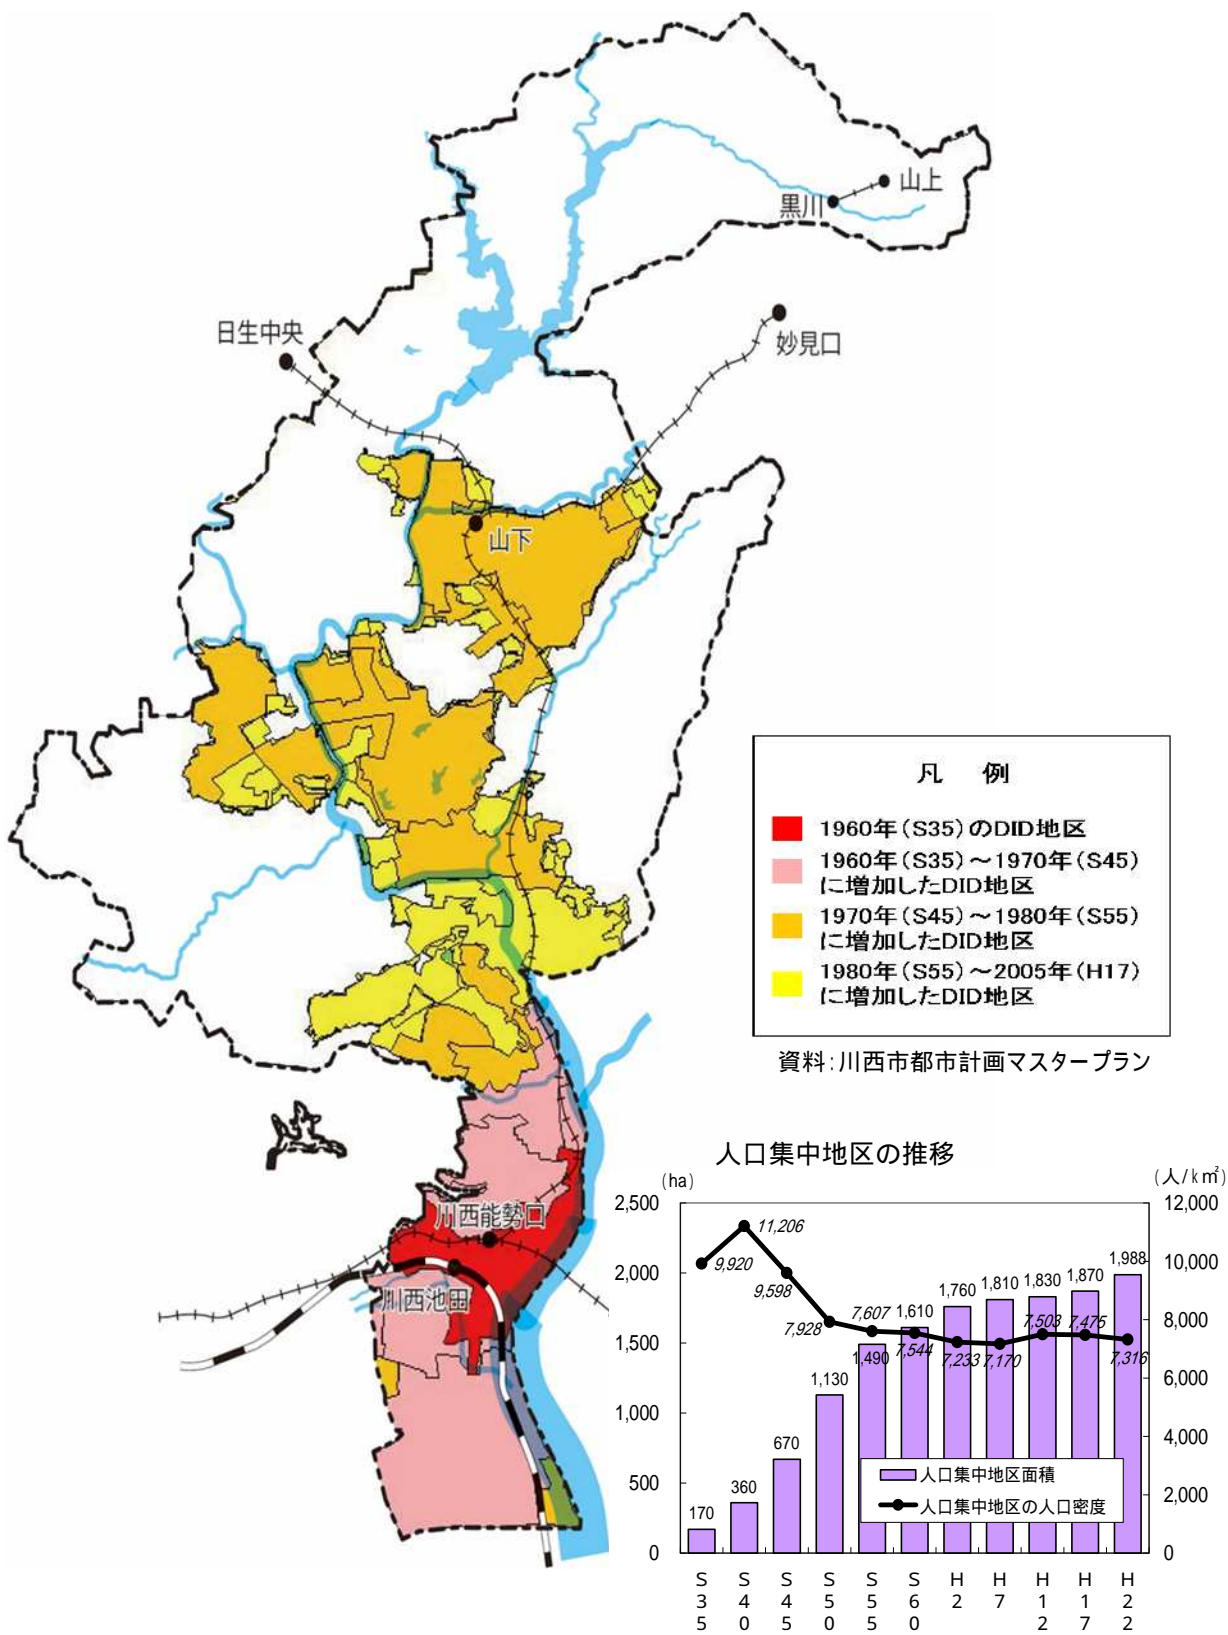 山上
黒川
日生中央
妙見口
山下
凡 例
1960年(S35)のDID地区
1960年(S35)～1970年(S45)
に増加したDID地区
1970年(S45)～1980年(S55)
に増加したDID地区
1980年(S55)～2005年(H17)
に増加したDID地区
資料:川西市都市計画マスタープラン
川西能勢口
川西池田
人口集中地区の推移
(ha)
(人/k㎡)
2,500
2,000
1,500
1,000
500
0
12,000
10,000
8,000
6,000
4,000
2,000
0
9,920
11,206
9,598
7,928
7,607
7,544
7,233
7,170
7,503
7,475
7,316
170
360
670
1,130
1,490
1,610
1,760
1,810
1,830
1,870
1,988
人口集中地区面積
人口集中地区の人口密度
S35
S40
S45
S50
S55
S60
H2
H7
H12
H17
H22